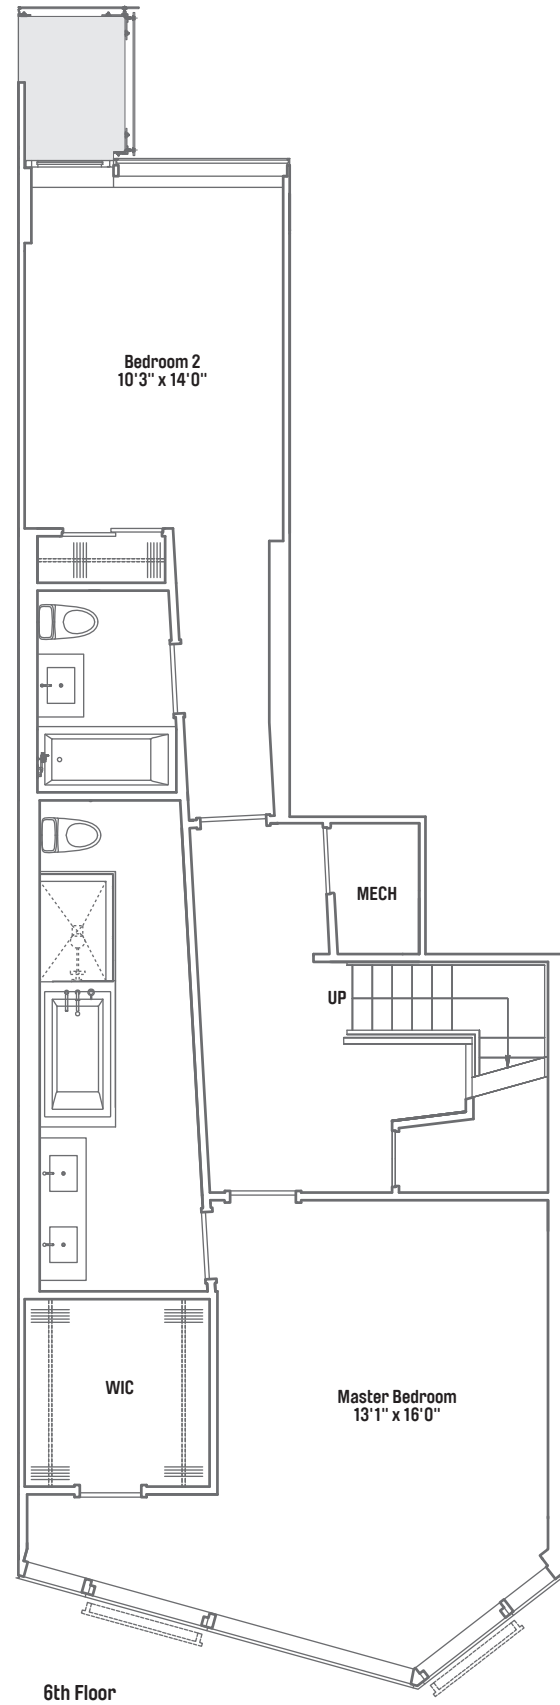 Bedroom 2
10'3" x 14'0"
MECH
UP
WIC
Master Bedroom
13'1" x 16'0"
6th Floor